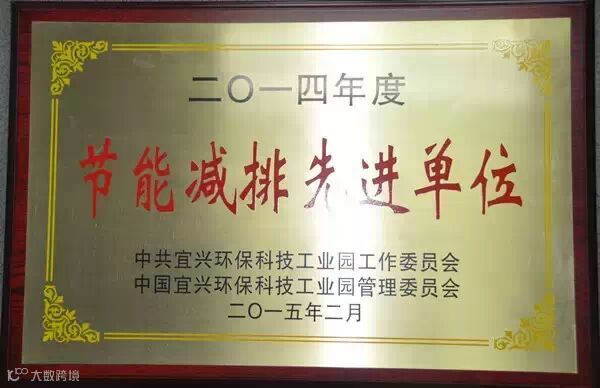 二〇一四年度
节能减排先进单位
中共宜兴环保科技工业园工作委员会
中国宜兴环保科技工业园管理委员会
二〇一五年二月
大数跨境